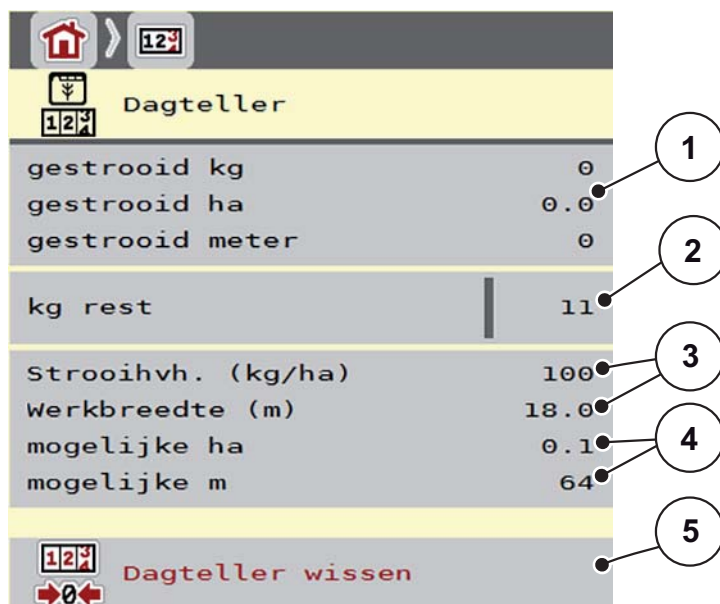 Dagteller
gestrooid kg 0
gestrooid ha 0.0
gestrooid meter 0
1
kg rest 11
2
Strooihvh. (kg/ha) 100
Werkbreedte (m) 18.0
3
mogelijke ha 0.1
mogelijke m 64
4
Dagteller wissen
5